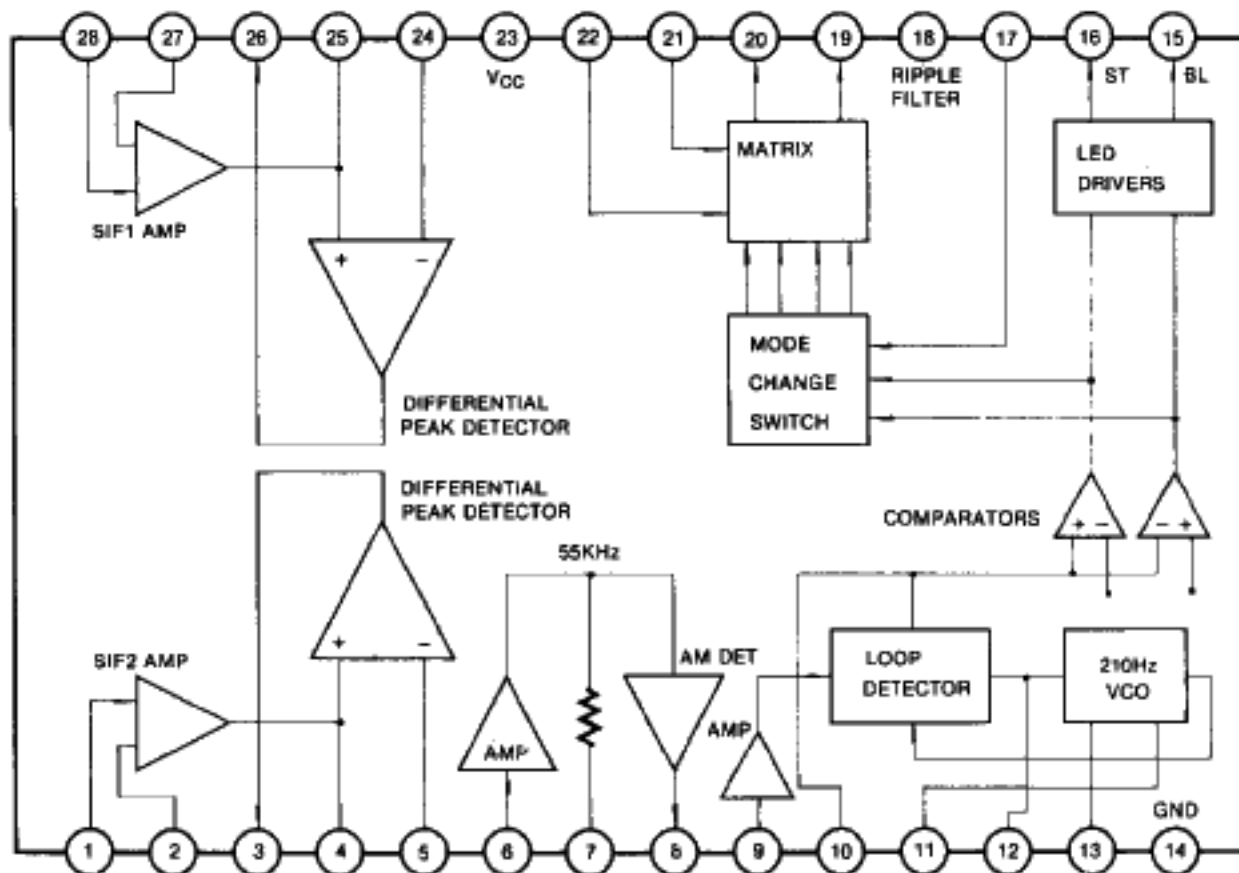 28 27 26 25 24 23 22 21 20 19 18 17 16 15
VCC
RIPPLE
FILTER
ST
BL
MATRIX
LED
DRIVERS
SIF1 AMP
+ −
MODE
CHANGE
SWITCH
DIFFERENTIAL
PEAK DETECTOR
DIFFERENTIAL
PEAK DETECTOR
COMPARATORS
+ −
− +
55KHz
+ −
SIF2 AMP
AM DET
LOOP
DETECTOR
210Hz
VCO
AMP
AMP
GND
1 2 3 4 5 6 7 8 9 10 11 12 13 14